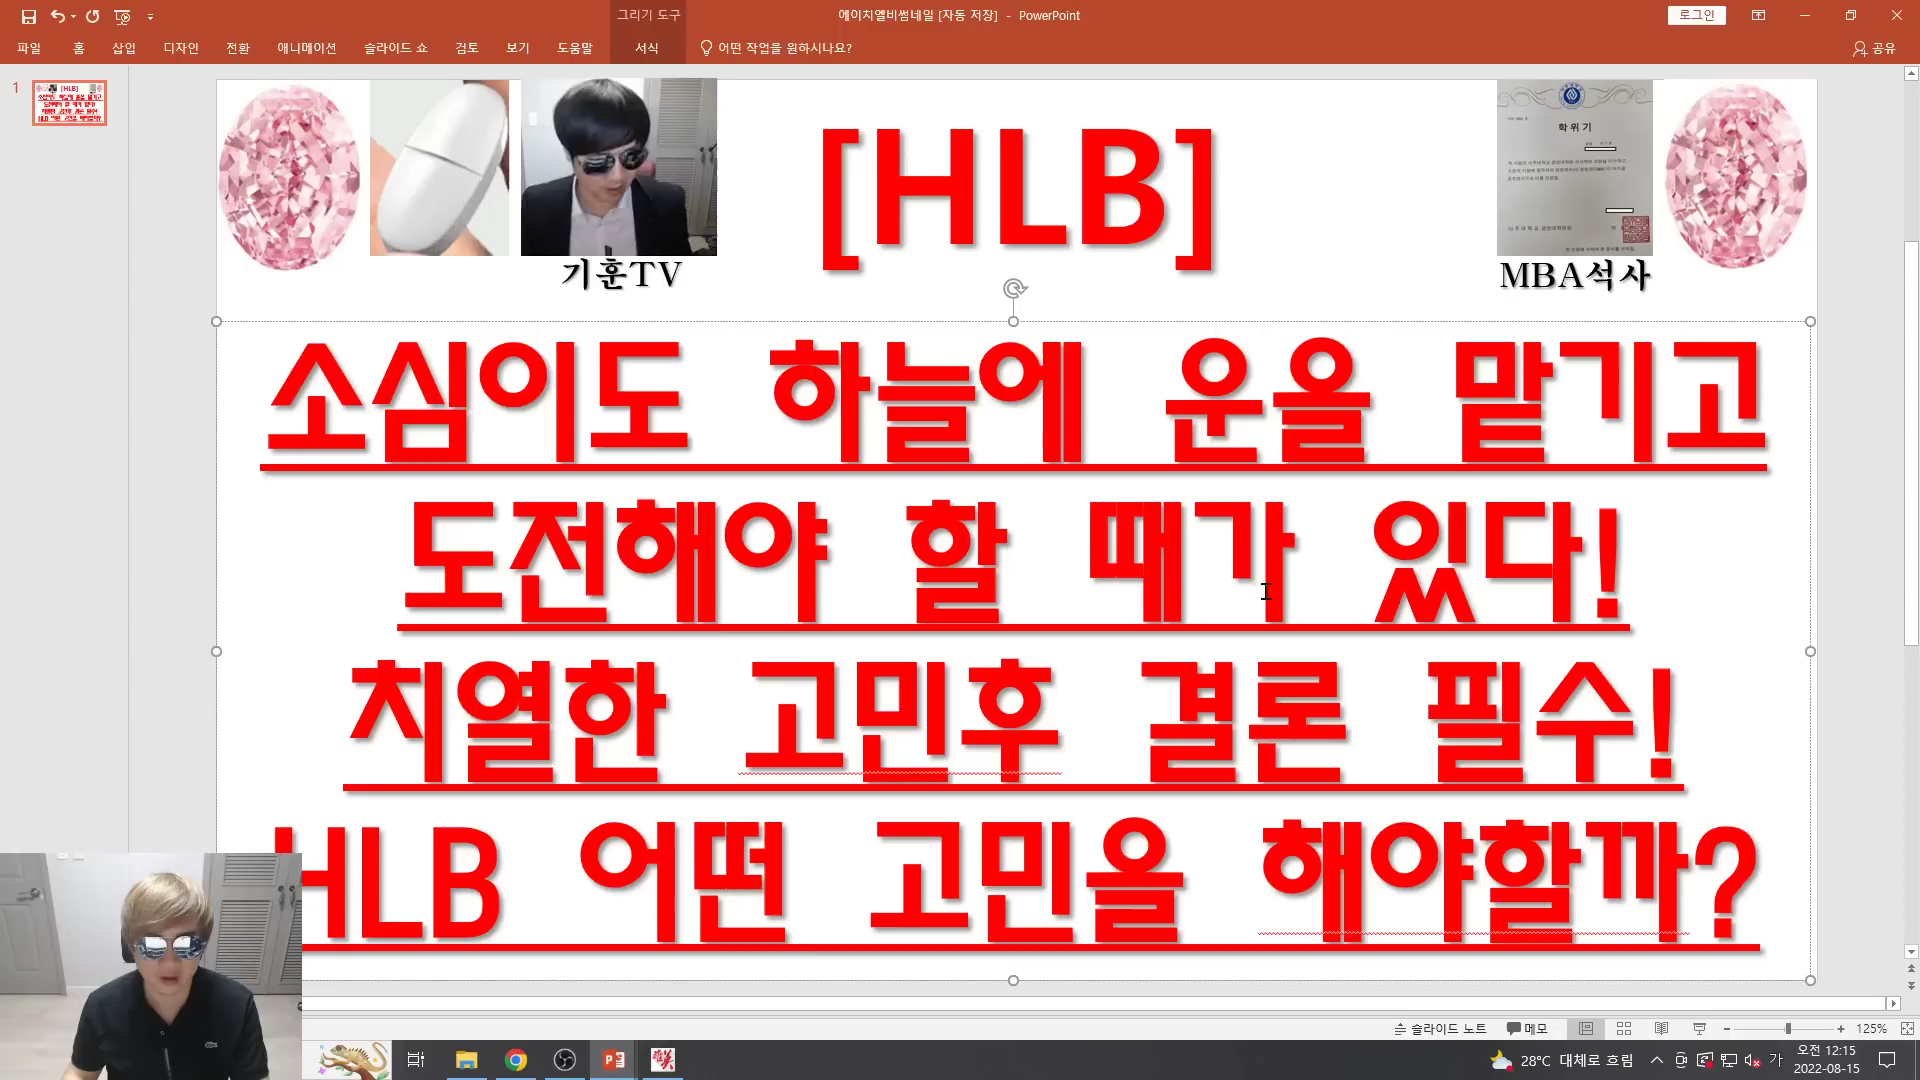 그리기 도구
에이치앨비썸네일 [자동 저장] - PowerPoint
로그인
파일 홈 삽입 디자인 전환 애니메이션 슬라이드 쇼 검토 보기 도움말 서식 어떤 작업을 원하시나요? 공유
1
[HLB]
학위기
기훈TV
MBA석사
소심이도 하늘에 운을 맡기고
도전해야 할 때가 있다!
치열한 고민후 결론 필수!
HLB 어떤 고민을 해야할까?
슬라이드 노트 메모 125%
28°C 대체로 흐림 가 오전 12:15
2022-08-15